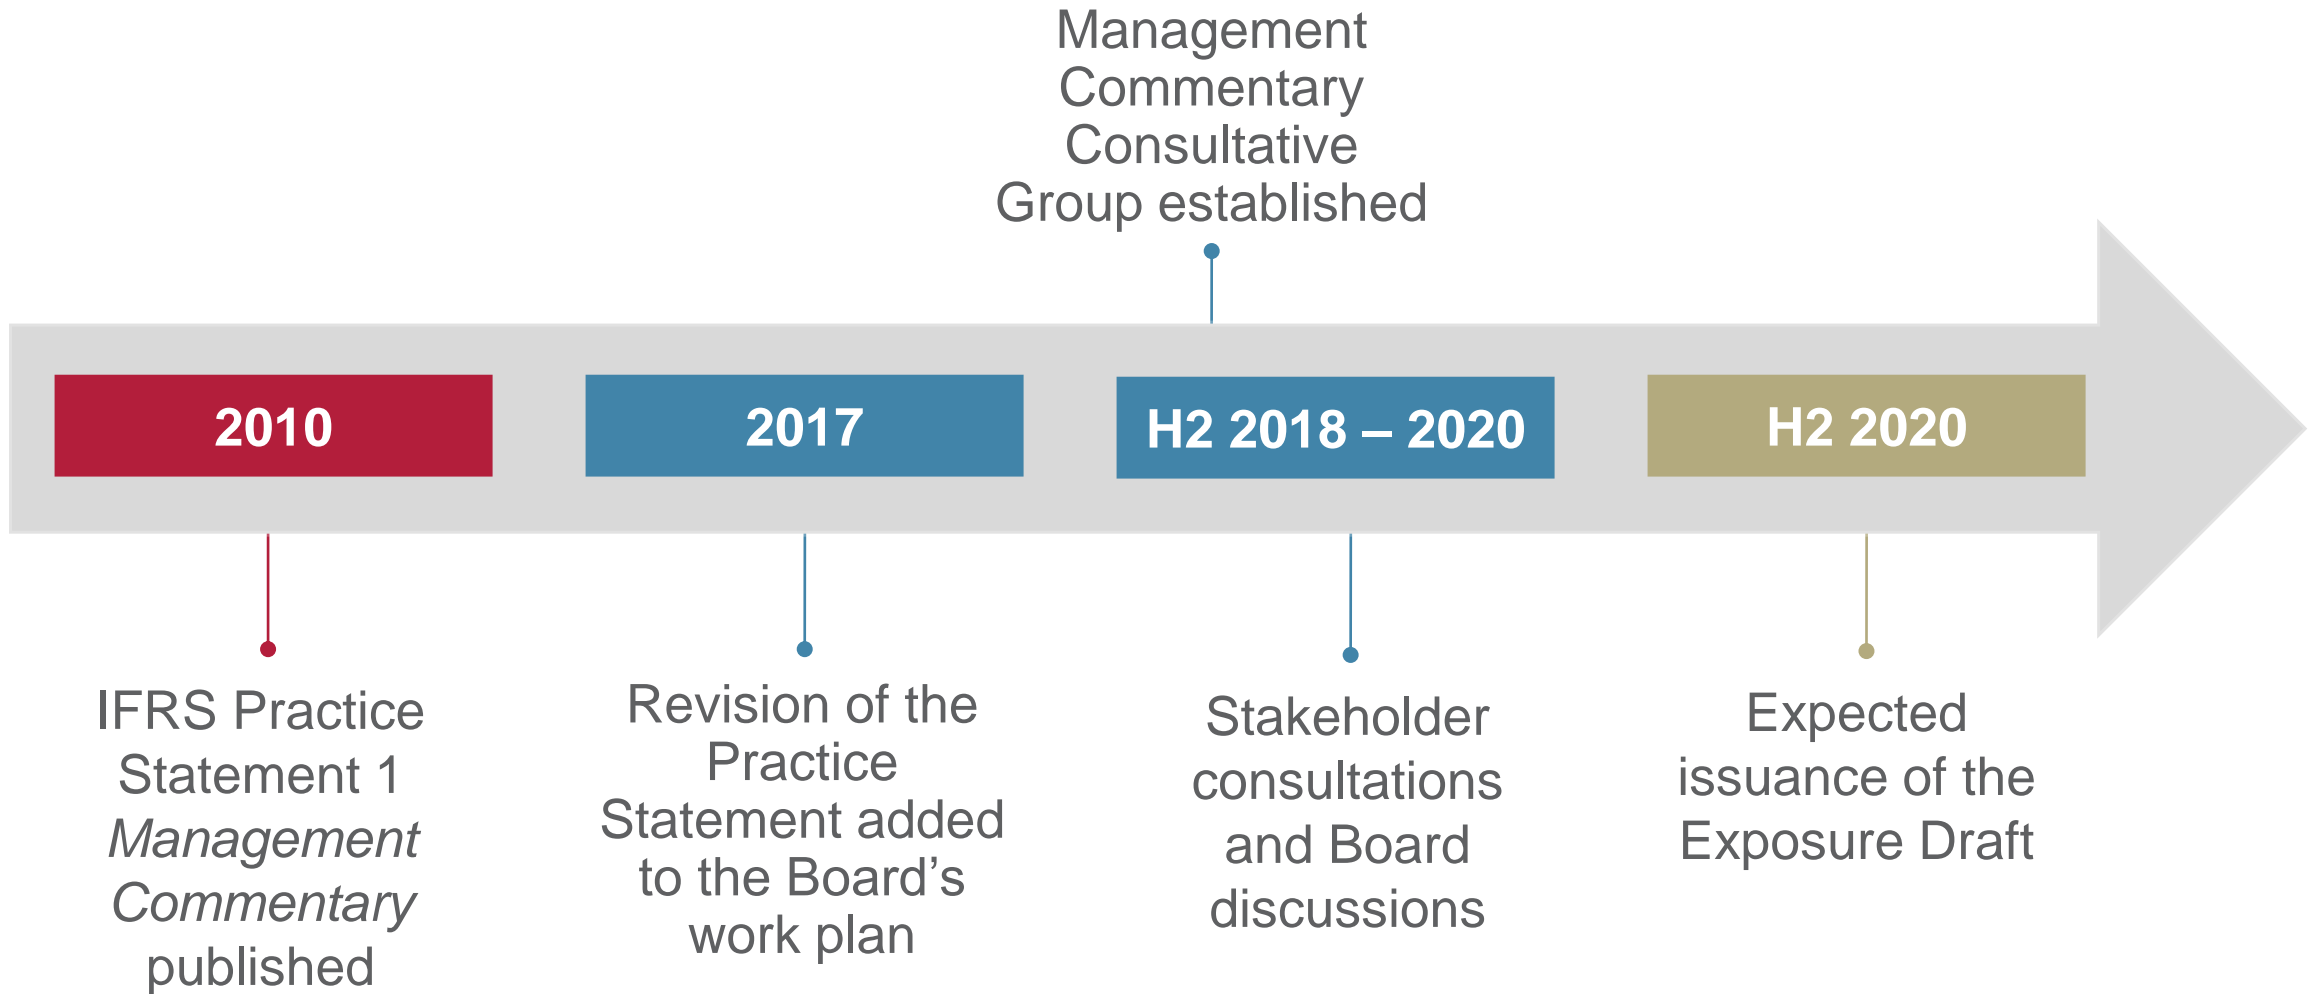 Management
Commentary
Consultative
Group established
2010
2017
H2 2018 – 2020
H2 2020
IFRS Practice
Statement 1
Management
Commentary
published
Revision of the
Practice
Statement added
to the Board’s
work plan
Stakeholder
consultations
and Board
discussions
Expected
issuance of the
Exposure Draft